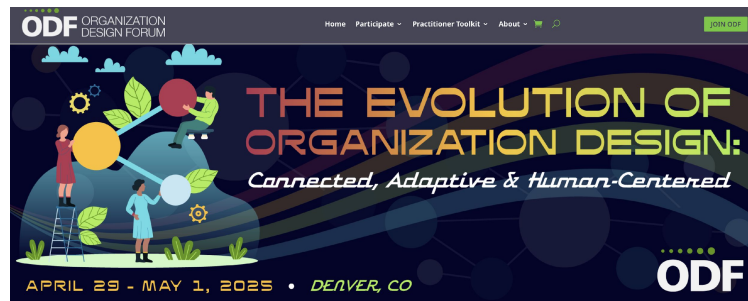 ODF ORGANIZATION
DESIGN FORUM
Home Participate Practitioner Toolkit About JOIN ODF
THE EVOLUTION OF
ORGANIZATION DESIGN:
Connected, Adaptive & Human-Centered
APRIL 29 - MAY 1, 2025 • DENVER, CO
ODF